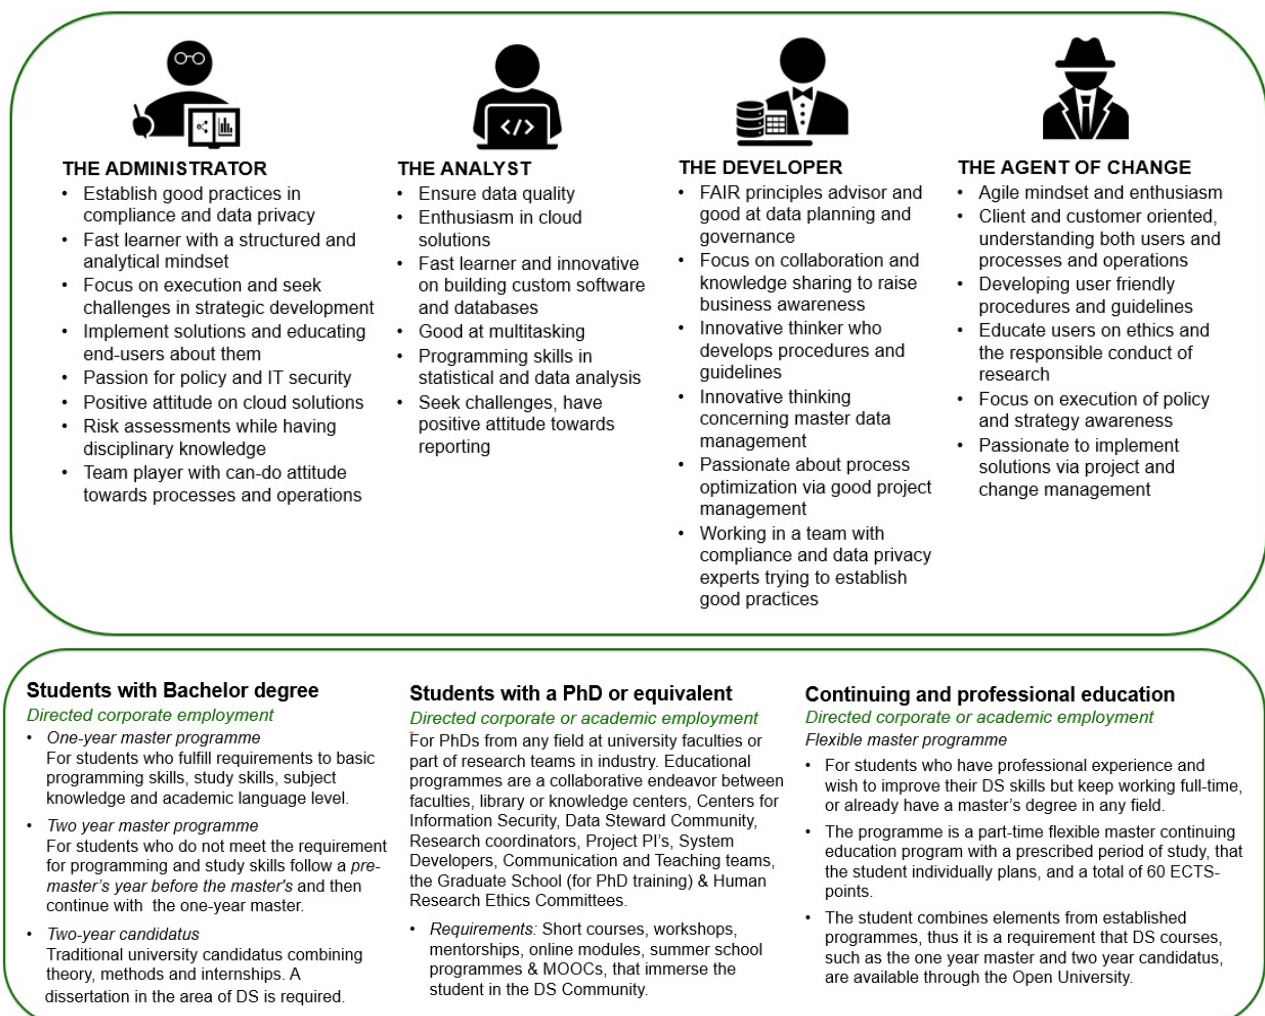 THE ADMINISTRATOR
• Establish good practices in
compliance and data privacy
• Fast learner with a structured and
analytical mindset
• Focus on execution and seek
challenges in strategic development
• Implement solutions and educating
end-users about them
• Passion for policy and IT security
• Positive attitude on cloud solutions
• Risk assessments while having
disciplinary knowledge
• Team player with can-do attitude
towards processes and operations
THE ANALYST
• Ensure data quality
• Enthusiasm in cloud
solutions
• Fast learner and innovative
on building custom software
and databases
• Good at multitasking
• Programming skills in
statistical and data analysis
• Seek challenges, have
positive attitude towards
reporting
THE DEVELOPER
• FAIR principles advisor and
good at data planning and
governance
• Focus on collaboration and
knowledge sharing to raise
business awareness
• Innovative thinker who
develops procedures and
guidelines
• Innovative thinking
concerning master data
management
• Passionate about process
optimization via good project
management
• Working in a team with
compliance and data privacy
experts trying to establish
good practices
THE AGENT OF CHANGE
• Agile mindset and enthusiasm
• Client and customer oriented,
understanding both users and
processes and operations
• Developing user friendly
procedures and guidelines
• Educate users on ethics and
the responsible conduct of
research
• Focus on execution of policy
and strategy awareness
• Passionate to implement
solutions via project and
change management
Students with Bachelor degree
Directed corporate employment
• One-year master programme
For students who fulfill requirements to basic
programming skills, study skills, subject
knowledge and academic language level.
• Two year master programme
For students who do not meet the requirement
for programming and study skills follow a pre-
master's year before the master's and then
continue with the one-year master.
• Two-year candidatus
Traditional university candidatus combining
theory, methods and internships. A
dissertation in the area of DS is required.
Students with a PhD or equivalent
Directed corporate or academic employment
For PhDs from any field at university faculties or
part of research teams in industry. Educational
programmes are a collaborative endeavor between
faculties, library or knowledge centers, Centers for
Information Security, Data Steward Community,
Research coordinators, Project PI's, System
Developers, Communication and Teaching teams,
the Graduate School (for PhD training) & Human
Research Ethics Committees.
• Requirements: Short courses, workshops,
mentorships, online modules, summer school
programmes & MOOCs, that immerse the
student in the DS Community.
Continuing and professional education
Directed corporate or academic employment
Flexible master programme
• For students who have professional experience and
wish to improve their DS skills but keep working full-time,
or already have a master's degree in any field.
• The programme is a part-time flexible master continuing
education program with a prescribed period of study, that
the student individually plans, and a total of 60 ECTS-
points.
• The student combines elements from established
programmes, thus it is a requirement that DS courses,
such as the one year master and two year candidatus,
are available through the Open University.